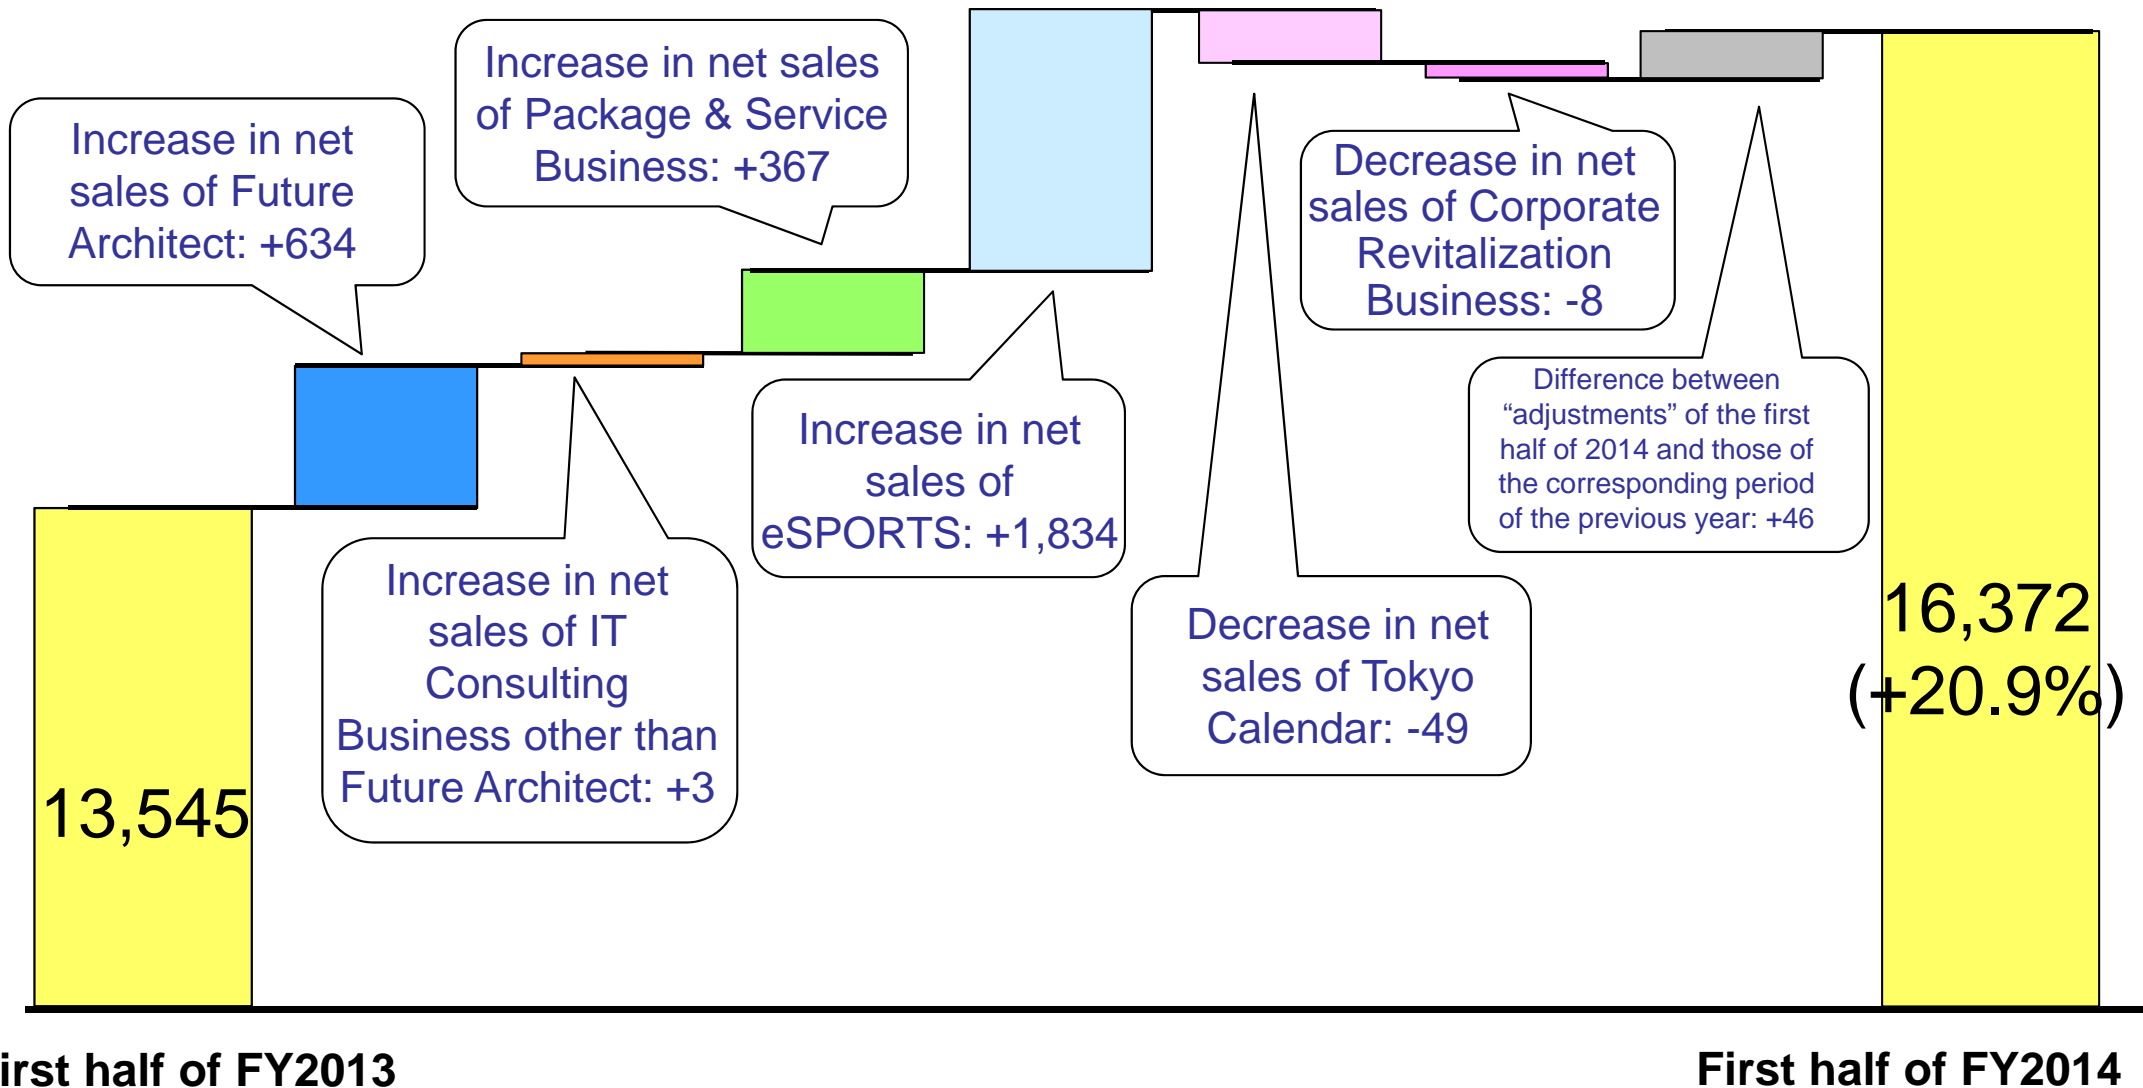 Increase in net
sales of Future
Architect: +634
Increase in net sales
of Package & Service
Business: +367
Decrease in net
sales of Corporate
Revitalization
Business: -8
Difference between
“adjustments” of the first
half of 2014 and those of
the corresponding period
of the previous year: +46
Increase in net
sales of
eSPORTS: +1,834
Increase in net
sales of IT
Consulting
Business other than
Future Architect: +3
Decrease in net
sales of Tokyo
Calendar: -49
13,545
16,372
(+20.9%)
irst half of FY2013
First half of FY2014